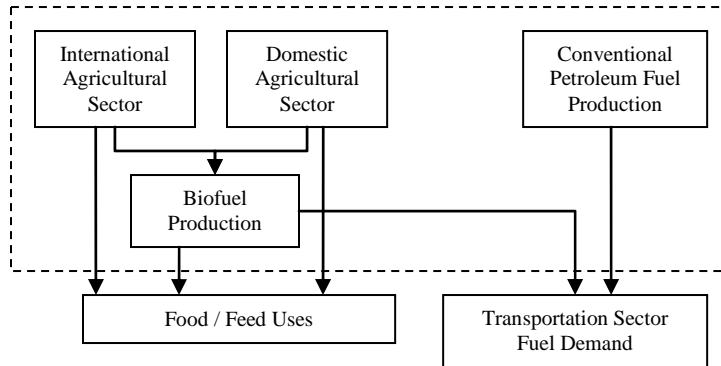 International
Agricultural
Sector
Domestic
Agricultural
Sector
Conventional
Petroleum Fuel
Production
Biofuel
Production
Food / Feed Uses
Transportation Sector
Fuel Demand